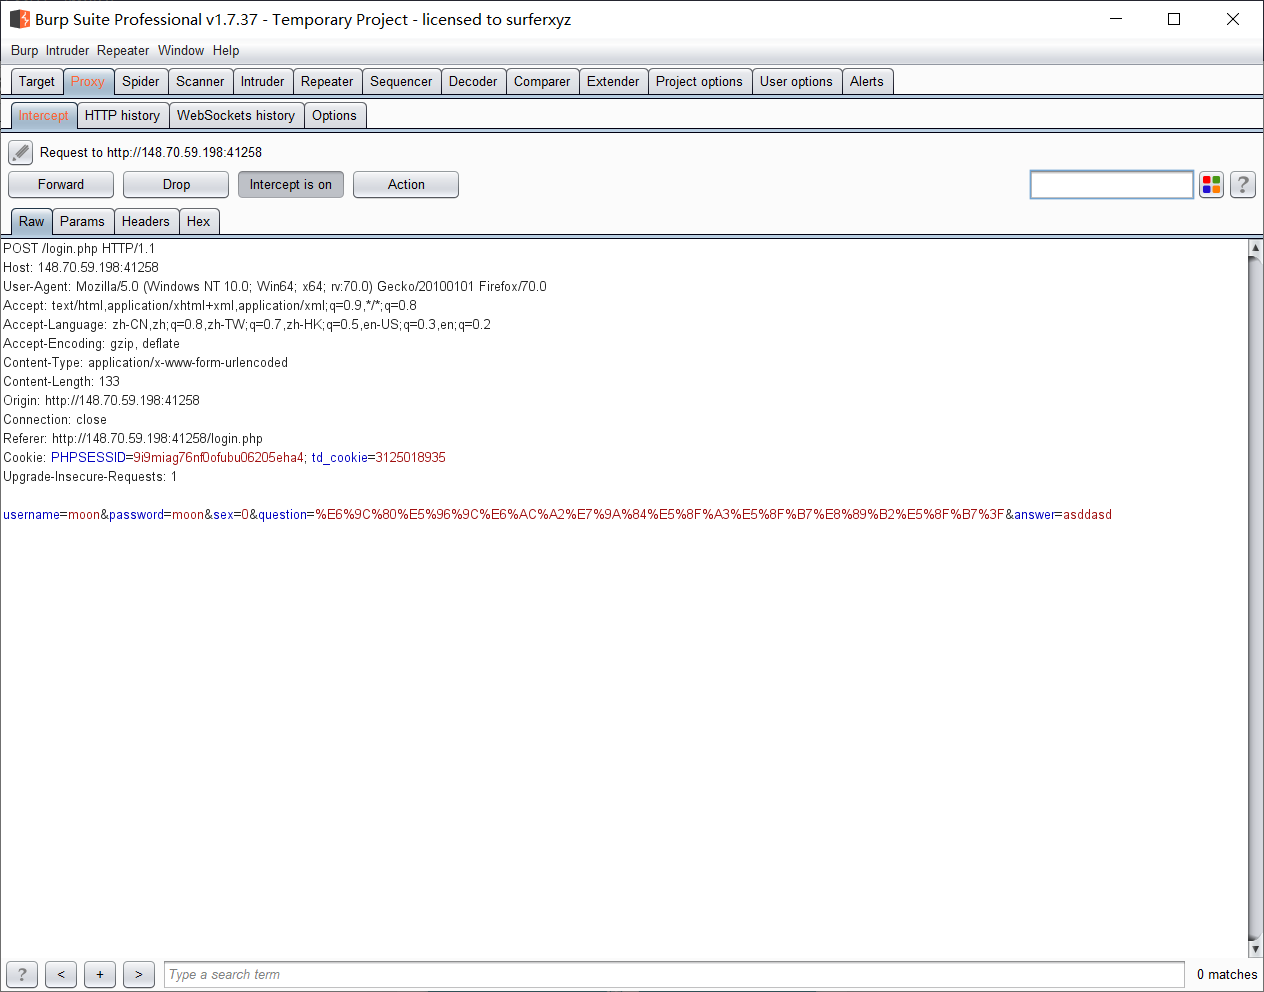 Burp Suite Professional v1.7.37 - Temporary Project - licensed to surferxyz
Burp Intruder Repeater Window Help
Target Proxy Spider Scanner Intruder Repeater Sequencer Decoder Comparer Extender Project options User options Alerts
Intercept HTTP history WebSockets history Options
Request to http://148.70.59.198:41258
Forward Drop Intercept is on Action ?
Raw Params Headers Hex
POST /login.php HTTP/1.1
Host: 148.70.59.198:41258
User-Agent: Mozilla/5.0 (Windows NT 10.0; Win64; x64; rv:70.0) Gecko/20100101 Firefox/70.0
Accept: text/html,application/xhtml+xml,application/xml;q=0.9,*/*;q=0.8
Accept-Language: zh-CN,zh;q=0.8,zh-TW;q=0.7,zh-HK;q=0.5,en-US;q=0.3,en;q=0.2
Accept-Encoding: gzip, deflate
Content-Type: application/x-www-form-urlencoded
Content-Length: 133
Origin: http://148.70.59.198:41258
Connection: close
Referer: http://148.70.59.198:41258/login.php
Cookie: PHPSESSID=9i9miag76nf0ofubu06205eha4; td_cookie=3125018935
Upgrade-Insecure-Requests: 1
username=moon&password=moon&sex=0&question=%E6%9C%80%E5%96%9C%E6%AC%A2%E7%9A%84%E5%8F%A3%E5%8F%B7%E8%89%B2%E5%8F%B7%3F&answer=asddasd
? < + > Type a search term 0 matches